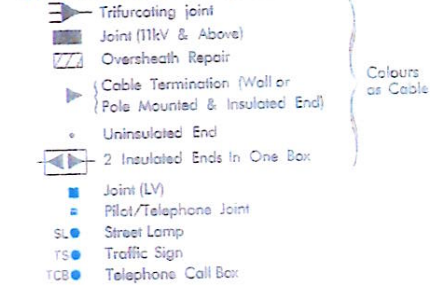 Trifurcating joint
Joint (11kV & Above)
Oversheath Repair
Cable Termination (Wall or
Pole Mounted & Insulated End)
Colours
as Cable
Uninsulated End
2 Insulated Ends In One Box
Joint (LV)
Pilot/Telephone Joint
SL Street Lamp
TS Traffic Sign
TCB Telephone Call Box